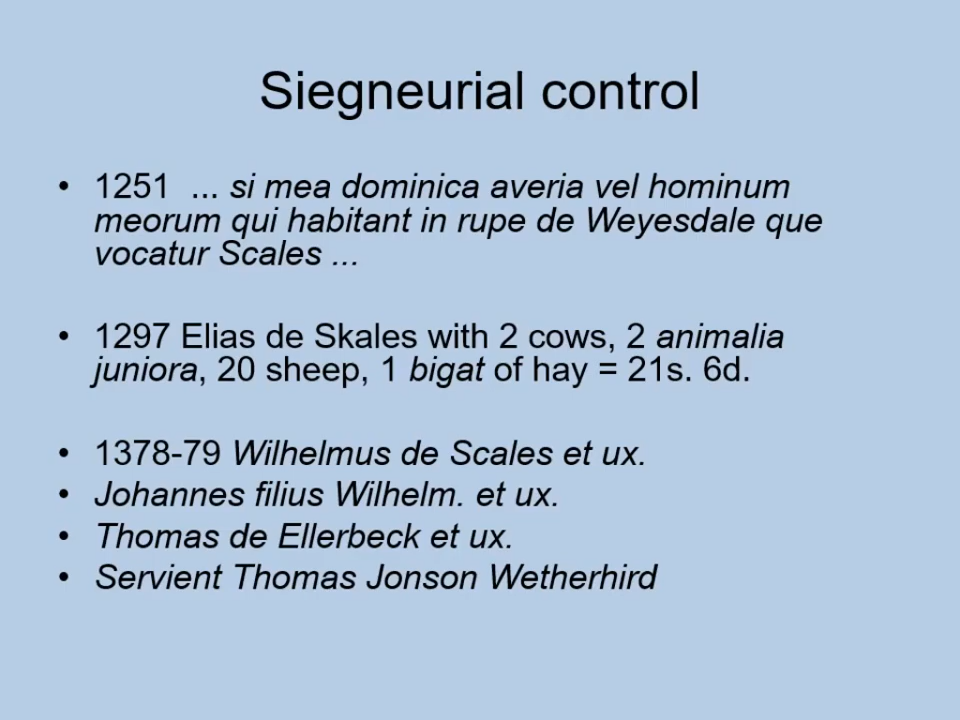 Siegneurial control
• 1251 ... si mea dominica averia vel hominum
meorum qui habitant in rupe de Weyesdale que
vocatur Scales ...
• 1297 Elias de Skales with 2 cows, 2 animalia
juniora, 20 sheep, 1 bigat of hay = 21s. 6d.
• 1378-79 Wilhelmus de Scales et ux.
• Johannes filius Wilhelm. et ux.
• Thomas de Ellerbeck et ux.
• Servient Thomas Jonson Wetherhird